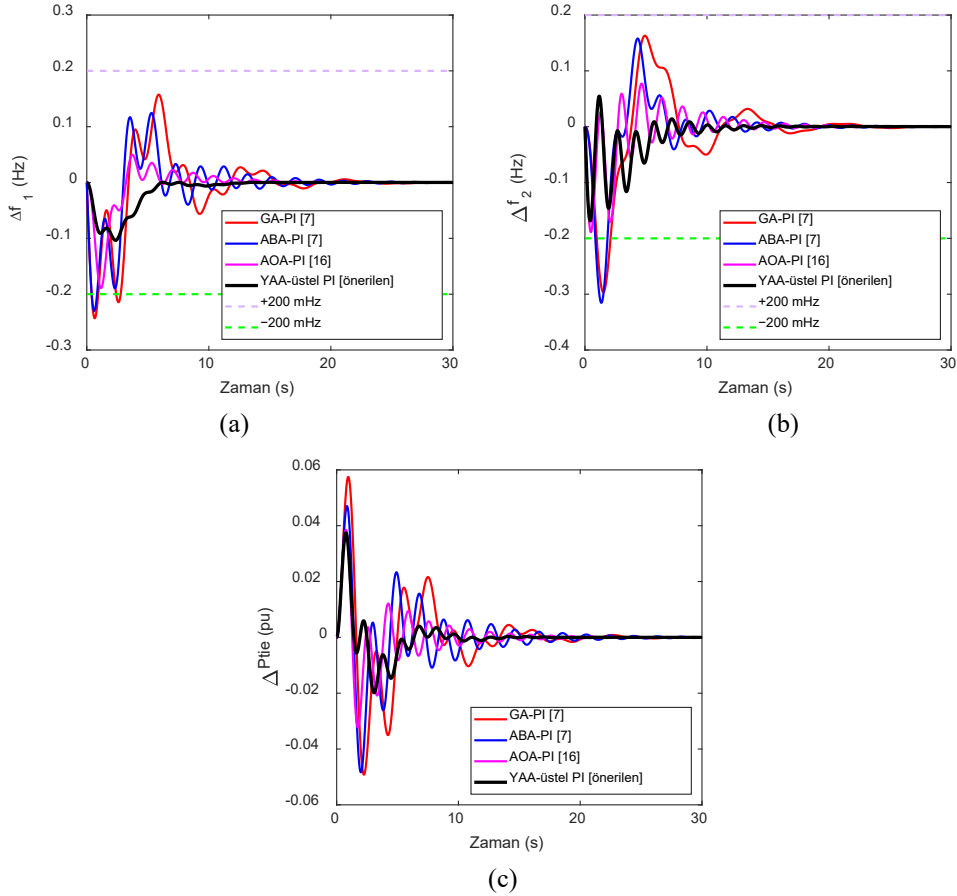 0.3
0.2
0.1
0
-0.1
-0.2
-0.3
Δf 1 (Hz)
0 10 20 30
Zaman (s)
GA-PI [7]
ABA-PI [7]
AOA-PI [16]
YAA-üstel PI [önerilen]
+200 mHz
−200 mHz
(a)
0.2
0.1
0
-0.1
-0.2
-0.3
-0.4
Δf 2 (Hz)
0 10 20 30
Zaman (s)
GA-PI [7]
ABA-PI [7]
AOA-PI [16]
YAA-üstel PI [önerilen]
+200 mHz
−200 mHz
(b)
0.06
0.04
0.02
0
-0.02
-0.04
-0.06
ΔPtie (pu)
0 10 20 30
Zaman (s)
GA-PI [7]
ABA-PI [7]
AOA-PI [16]
YAA-üstel PI [önerilen]
(c)